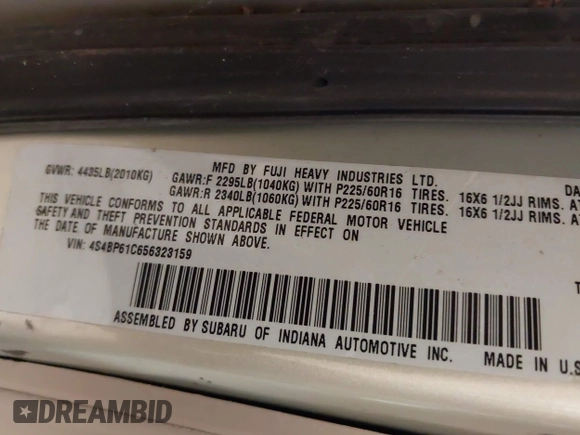 MFD BY FUJI HEAVY INDUSTRIES LTD. DA
GVWR: 4435LB(2010KG) GAWR:F 2295LB(1040KG) WITH P225/60R16 TIRES. 16X6 1/2JJ RIMS. AT
GAWR:R 2340LB(1060KG) WITH P225/60R16 TIRES. 16X6 1/2JJ RIMS. AT
THIS VEHICLE CONFORMS TO ALL APPLICABLE FEDERAL MOTOR VEHICLE
SAFETY AND THEFT PREVENTION STANDARDS IN EFFECT ON
THE DATE OF MANUFACTURE SHOWN ABOVE.
VIN: 4S4BP61C656323159
T
ASSEMBLED BY SUBARU OF INDIANA AUTOMOTIVE INC. MADE IN U.S
DREAMBID